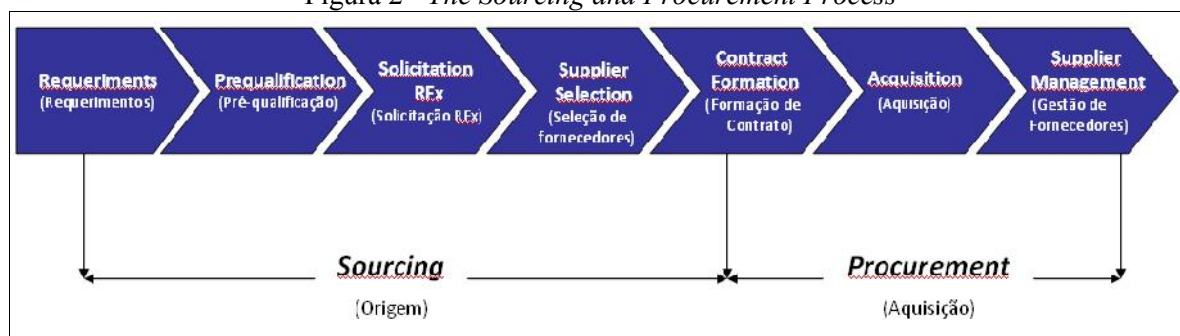 Figura 2 - The Sourcing and Procurement Process
Requeriments
(Requerimentos)
Prequalification
(Pré-qualificação)
Solicitation
RFx
(Solicitação RFx)
Supplier
Selection
(Seleção de
fornecedores)
Contract
Formation
(Formação de
Contrato)
Acquisition
(Aquisição)
Supplier
Management
(Gestão de
Fornecedores)
Sourcing
(Origem)
Procurement
(Aquisição)